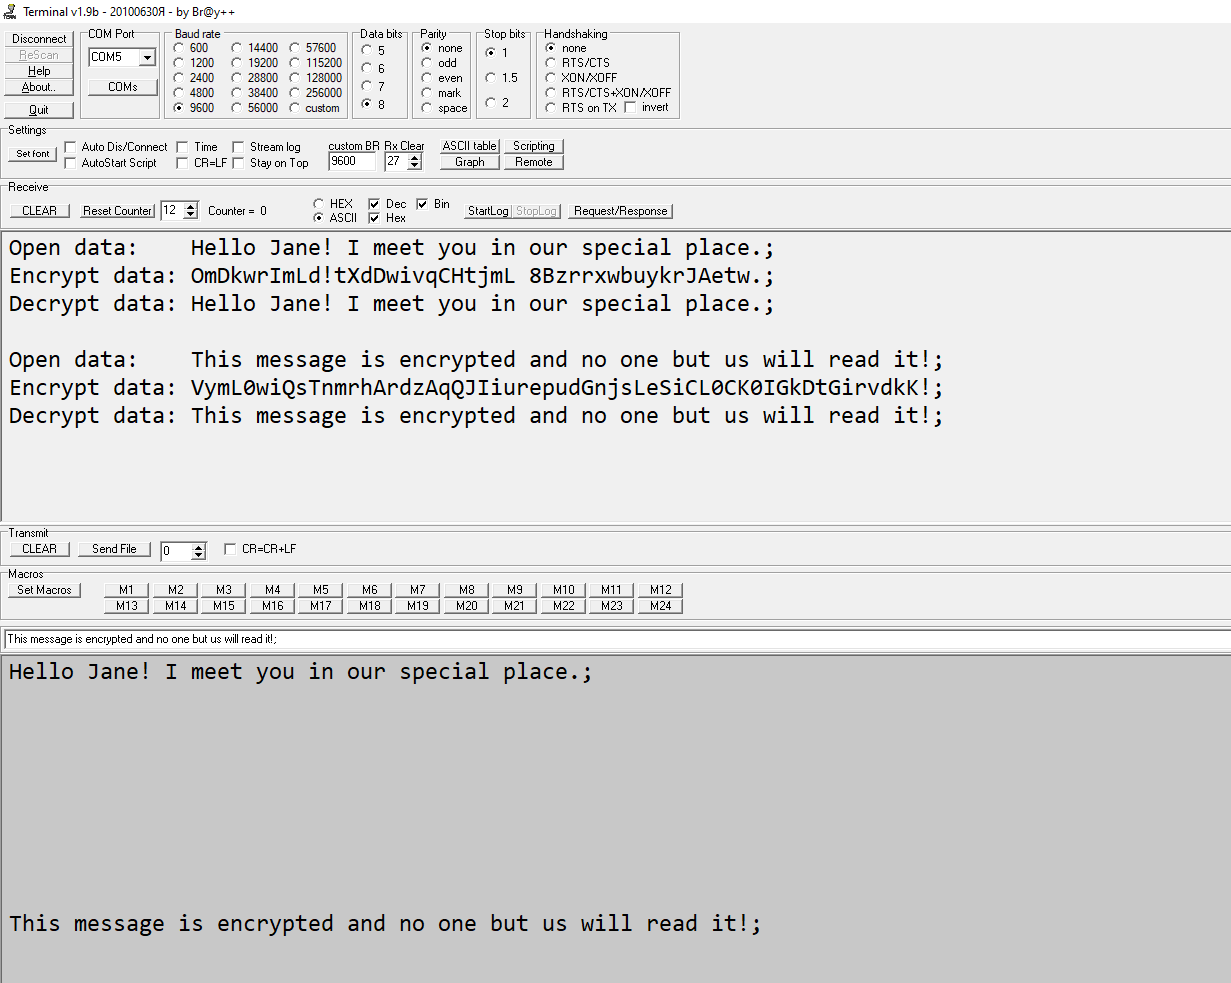 Terminal v1.9b - 20100630Я - by Br@y++
Disconnect
ReScan
Help
About..
Quit
COM Port
COM5
COMs
Baud rate
600 14400 57600
1200 19200 115200
2400 28800 128000
4800 38400 256000
9600 56000 custom
Data bits
5
6
7
8
Parity
none
odd
even
mark
space
Stop bits
1
1.5
2
Handshaking
none
RTS/CTS
XON/XOFF
RTS/CTS+XON/XOFF
RTS on TX invert
Settings
Set font
Auto Dis/Connect Time Stream log
AutoStart Script CR=LF Stay on Top
custom BR Rx Clear
9600 27
ASCII table Scripting
Graph Remote
Receive
CLEAR Reset Counter 12 Counter = 0
HEX Dec Bin
ASCII Hex
StartLog StopLog Request/Response
Open data:    Hello Jane! I meet you in our special place.;
Encrypt data: OmDkwrImLd!tXdDwivqCHtjmL 8BzrrxwbuykrJAetw.;
Decrypt data: Hello Jane! I meet you in our special place.;
Open data:    This message is encrypted and no one but us will read it!;
Encrypt data: VymL0wiQsTnmrhArdzAqQJIiurepudGnjsLeSiCL0CK0IGkDtGirvdkK!;
Decrypt data: This message is encrypted and no one but us will read it!;
Transmit
CLEAR Send File 0 CR=CR+LF
Macros
Set Macros M1 M2 M3 M4 M5 M6 M7 M8 M9 M10 M11 M12
M13 M14 M15 M16 M17 M18 M19 M20 M21 M22 M23 M24
This message is encrypted and no one but us will read it!;
Hello Jane! I meet you in our special place.;
This message is encrypted and no one but us will read it!;